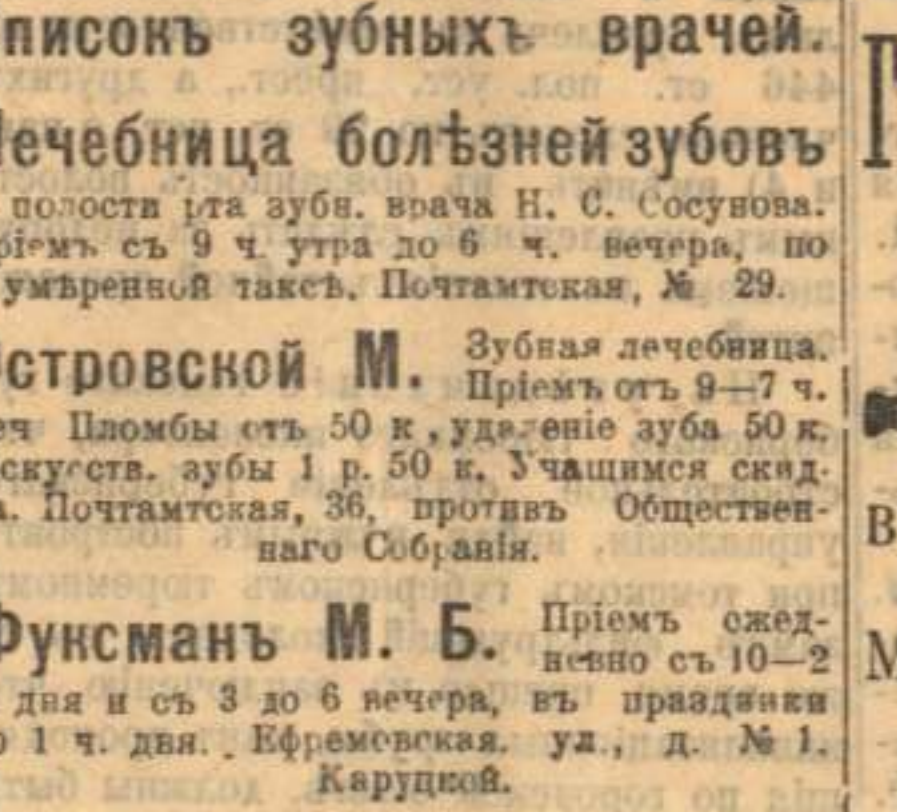 писокъ зубныхъ врачей.
ечебница болѣзней зубовъ
полости рта зубн. врача Н. С. Сосунова.
ріемъ съ 9 ч. утра до 6 ч. вечера, по
умѣренной таксѣ. Почтамтская, № 29.
стровской М. Зубная лечебница.
Пріемъ отъ 9—7 ч.
еч Пломбы отъ 50 к, удаленіе зуба 50 к.
скусств. зубы 1 р. 50 к. Учащимся скид-
а. Почтамтская, 36, противъ Обществен-
наго Собранія.
Фуксманъ М. Б. Пріемъ ежед-
невно съ 10—2
дня и съ 3 до 6 вечера, въ праздники
о 1 ч. дня. Ефремовская. ул., д. № 1.
Каруцкой.
В
М